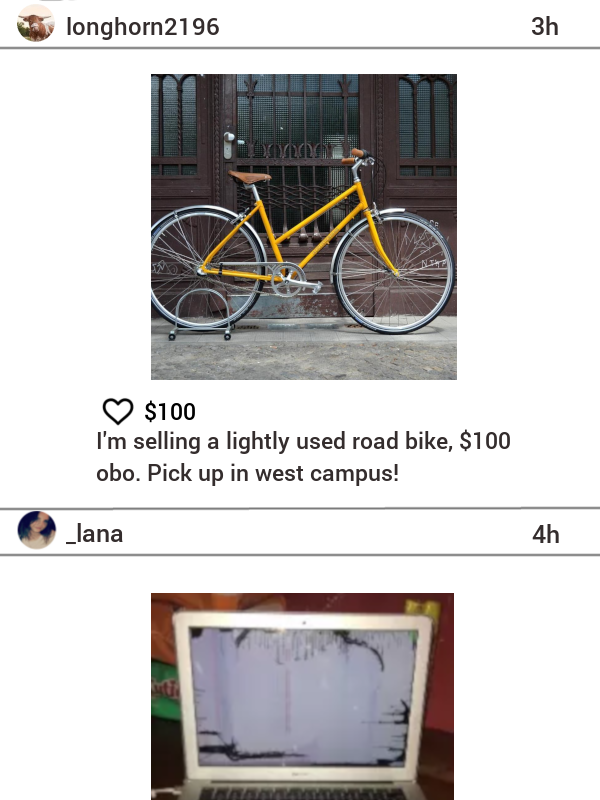 longhorn2196 3h
$100
I'm selling a lightly used road bike, $100
obo. Pick up in west campus!
_lana 4h